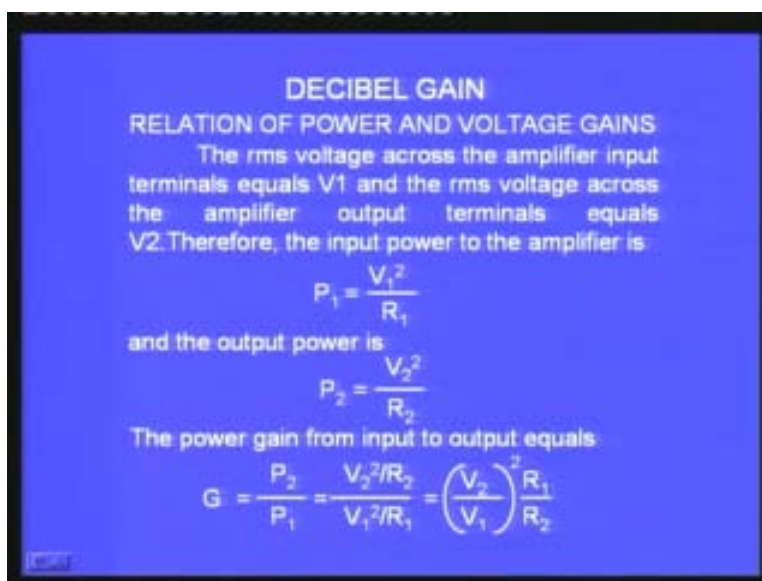 DECIBEL GAIN
RELATION OF POWER AND VOLTAGE GAINS
The rms voltage across the amplifier input
terminals equals V1 and the rms voltage across
the amplifier output terminals equals
V2.Therefore, the input power to the amplifier is
P₁ = V₁²/R₁
and the output power is
P₂ = V₂²/R₂
The power gain from input to output equals
G = P₂/P₁ = (V₂²/R₂)/(V₁²/R₁) = (V₂/V₁)² R₁/R₂